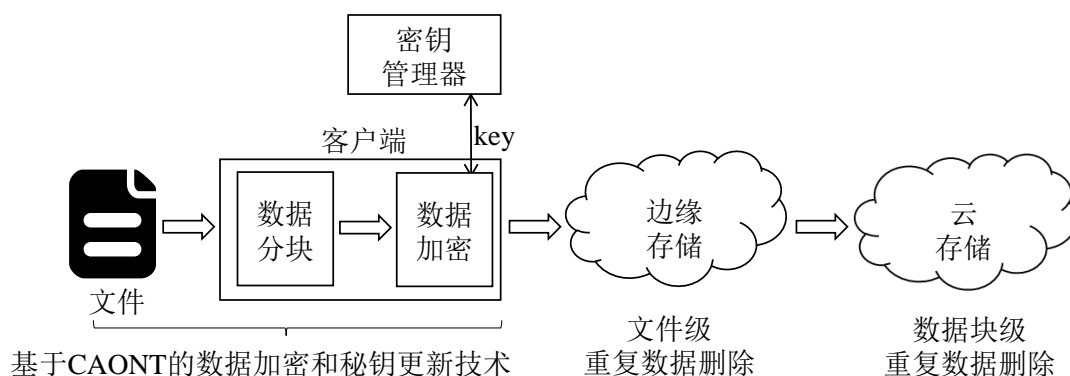 密钥
管理器
客户端
key
数据
分块
数据
加密
边缘
存储
云
存储
文件
基于CAONT的数据加密和秘钥更新技术
文件级
重复数据删除
数据块级
重复数据删除